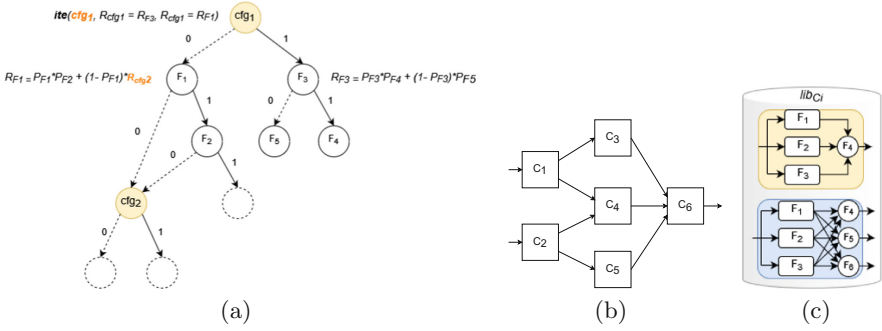 ite(cfg1, Rcfg1 = RF3, Rcfg1 = RF1)
cfg1
0
1
RF1 = PF1*PF2 + (1- PF1)*Rcfg2
F1
F3
RF3 = PF3*PF4 + (1- PF3)*PF5
1
0
1
0
F2
F5
F4
0
1
cfg2
0
1
(a)
C3
C1
C4
C6
C2
C5
(b)
libCi
F1
F2
F4
F3
F1
F4
F2
F5
F3
F6
(c)